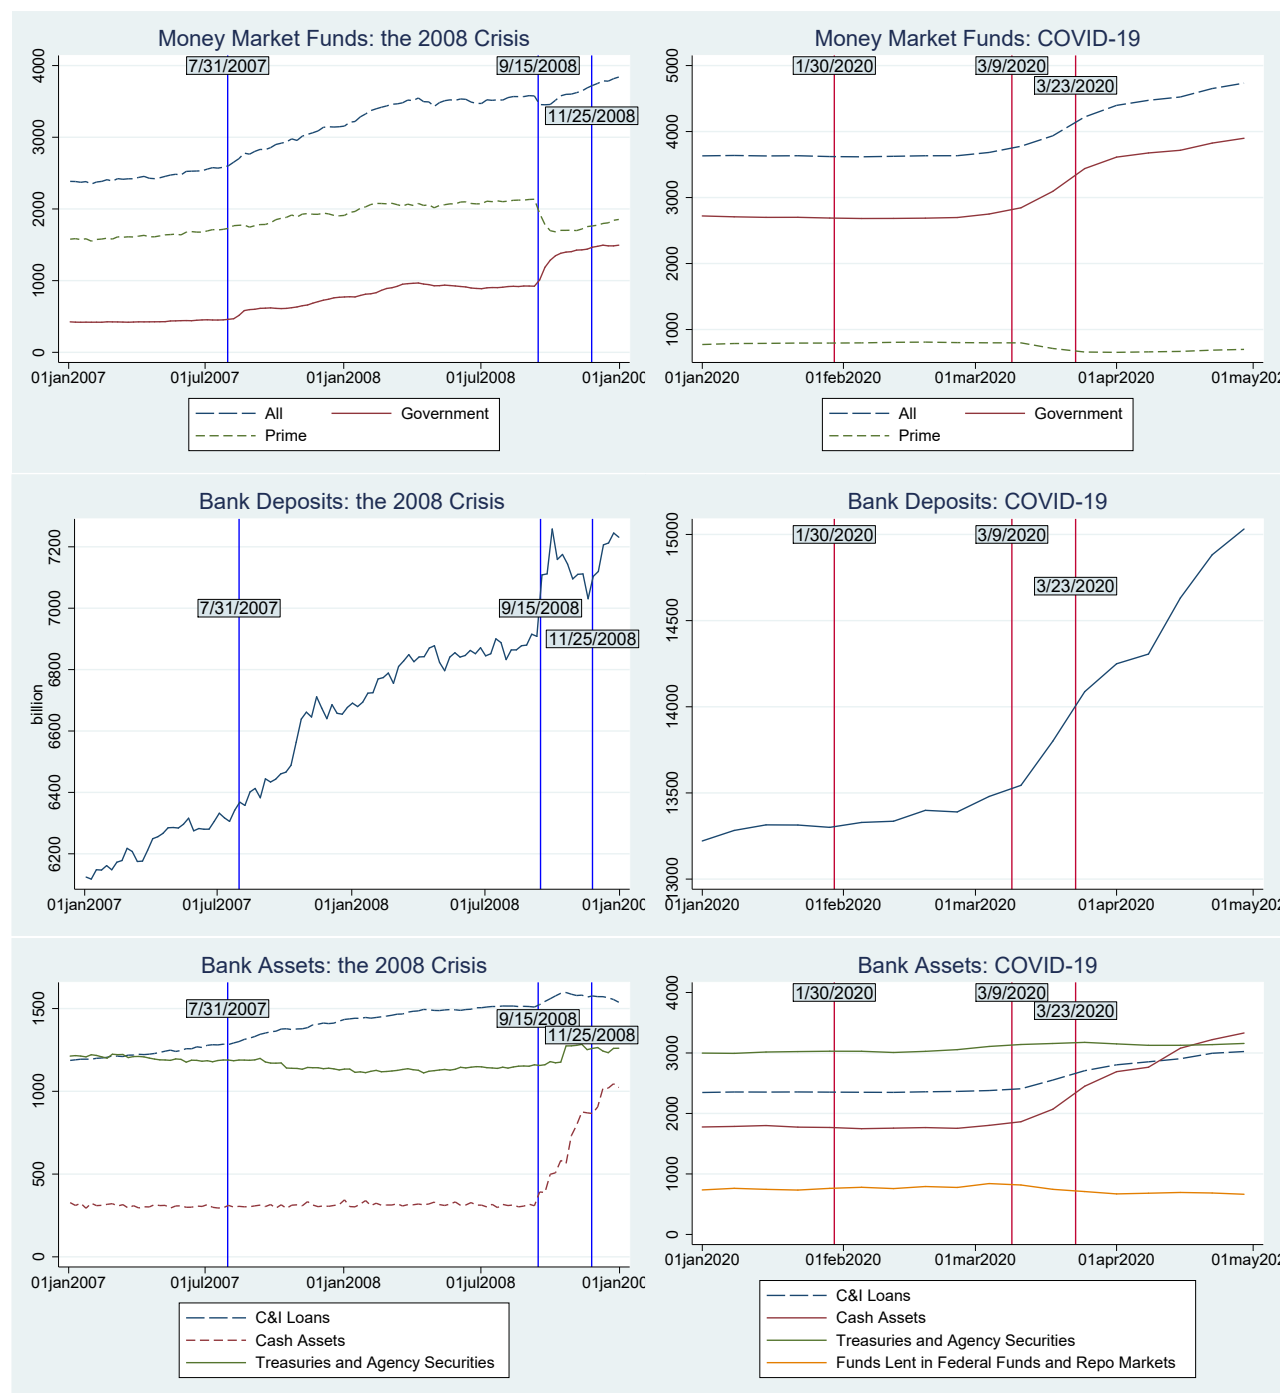 Money Market Funds: the 2008 Crisis
7/31/2007
9/15/2008
11/25/2008
4000
3000
2000
1000
0
01jan2007
01jul2007
01jan2008
01jul2008
01jan200
All
Government
Prime
Money Market Funds: COVID-19
1/30/2020
3/9/2020
3/23/2020
5000
4000
3000
2000
1000
01jan2020
01feb2020
01mar2020
01apr2020
01may202
All
Government
Prime
Bank Deposits: the 2008 Crisis
7/31/2007
9/15/2008
11/25/2008
billion
7200
7000
6800
6600
6400
6200
01jan2007
01jul2007
01jan2008
01jul2008
01jan200
Bank Deposits: COVID-19
1/30/2020
3/9/2020
3/23/2020
15000
14500
14000
13500
13000
01jan2020
01feb2020
01mar2020
01apr2020
01may202
Bank Assets: the 2008 Crisis
7/31/2007
9/15/2008
11/25/2008
1500
1000
500
0
01jan2007
01jul2007
01jan2008
01jul2008
01jan200
C&I Loans
Cash Assets
Treasuries and Agency Securities
Bank Assets: COVID-19
1/30/2020
3/9/2020
3/23/2020
4000
3000
2000
1000
0
01jan2020
01feb2020
01mar2020
01apr2020
01may202
C&I Loans
Cash Assets
Treasuries and Agency Securities
Funds Lent in Federal Funds and Repo Markets